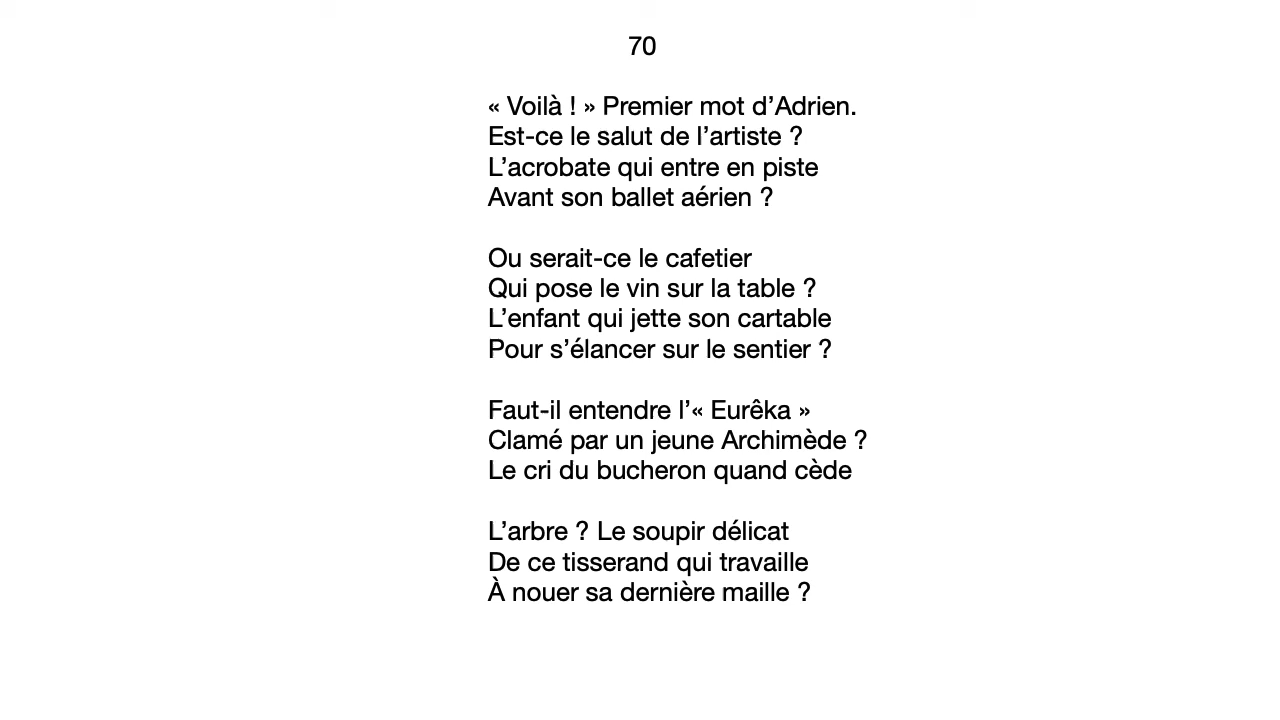 70
« Voilà ! » Premier mot d’Adrien.
Est-ce le salut de l’artiste ?
L’acrobate qui entre en piste
Avant son ballet aérien ?
Ou serait-ce le cafetier
Qui pose le vin sur la table ?
L’enfant qui jette son cartable
Pour s’élancer sur le sentier ?
Faut-il entendre l’« Eurêka »
Clamé par un jeune Archimède ?
Le cri du bucheron quand cède
L’arbre ? Le soupir délicat
De ce tisserand qui travaille
À nouer sa dernière maille ?